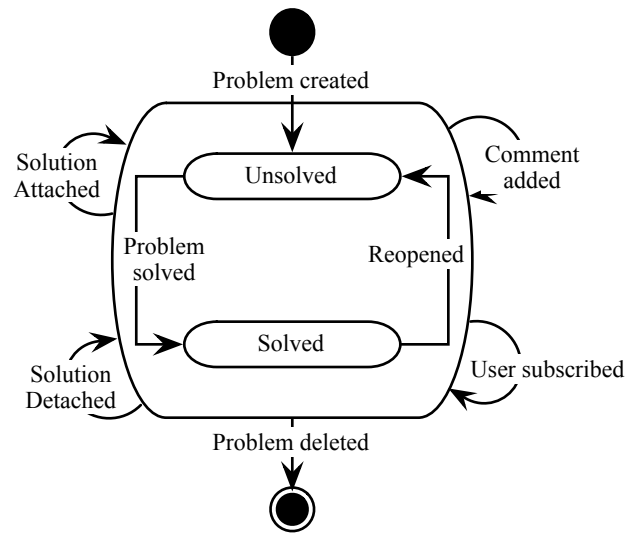 Problem created
Solution
Attached
Unsolved
Comment
added
Problem
solved
Reopened
Solved
Solution
Detached
User subscribed
Problem deleted